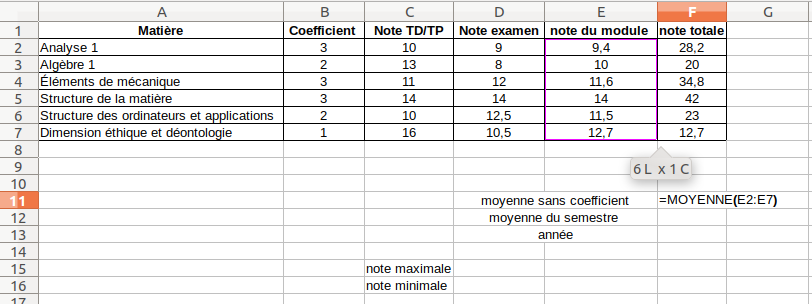 A B C D E F G
1 Matière Coefficient Note TD/TP Note examen note du module note totale
2 Analyse 1 3 10 9 9,4 28,2
3 Algèbre 1 2 13 8 10 20
4 Éléments de mécanique 3 11 12 11,6 34,8
5 Structure de la matière 3 14 14 14 42
6 Structure des ordinateurs et applications 2 10 12,5 11,5 23
7 Dimension éthique et déontologie 1 16 10,5 12,7 12,7
8
9 6 L x 1 C
10
11 moyenne sans coefficient =MOYENNE(E2:E7)
12 moyenne du semestre
13 année
14
15 note maximale
16 note minimale
17